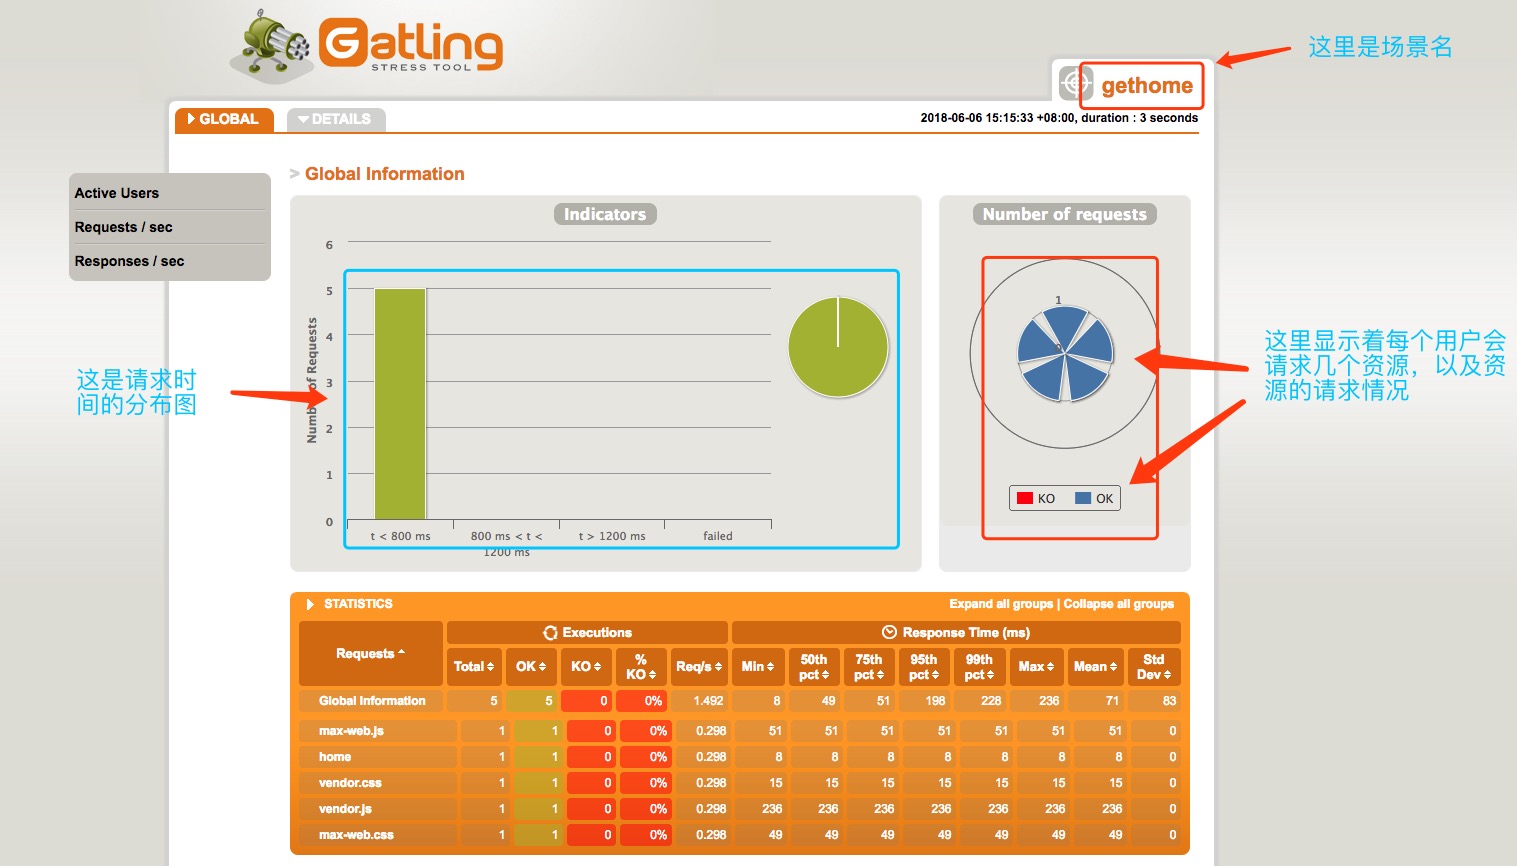 Gatling
STRESS TOOL
这里是场景名
gethome
GLOBAL
DETAILS
2018-06-06 15:15:33 +08:00, duration : 3 seconds
> Global Information
Active Users
Requests / sec
Responses / sec
Indicators
6
5
4
3
2
1
0
Number of Requests
t < 800 ms
800 ms < t <
1200 ms
t > 1200 ms
failed
这是请求时
间的分布图
Number of requests
1
0
KO
OK
这里显示着每个用户会
请求几个资源，以及资
源的请求情况
STATISTICS
Expand all groups | Collapse all groups
Requests
Executions
Response Time (ms)
Total OK KO % KO Req/s Min 50th pct 75th pct 95th pct 99th pct Max Mean Std Dev
Global Information 5 5 0 0% 1.492 8 49 51 198 228 236 71 83
max-web.js 1 1 0 0% 0.298 51 51 51 51 51 51 51 0
home 1 1 0 0% 0.298 8 8 8 8 8 8 8 0
vendor.css 1 1 0 0% 0.298 15 15 15 15 15 15 15 0
vendor.js 1 1 0 0% 0.298 236 236 236 236 236 236 236 0
max-web.css 1 1 0 0% 0.298 49 49 49 49 49 49 49 0